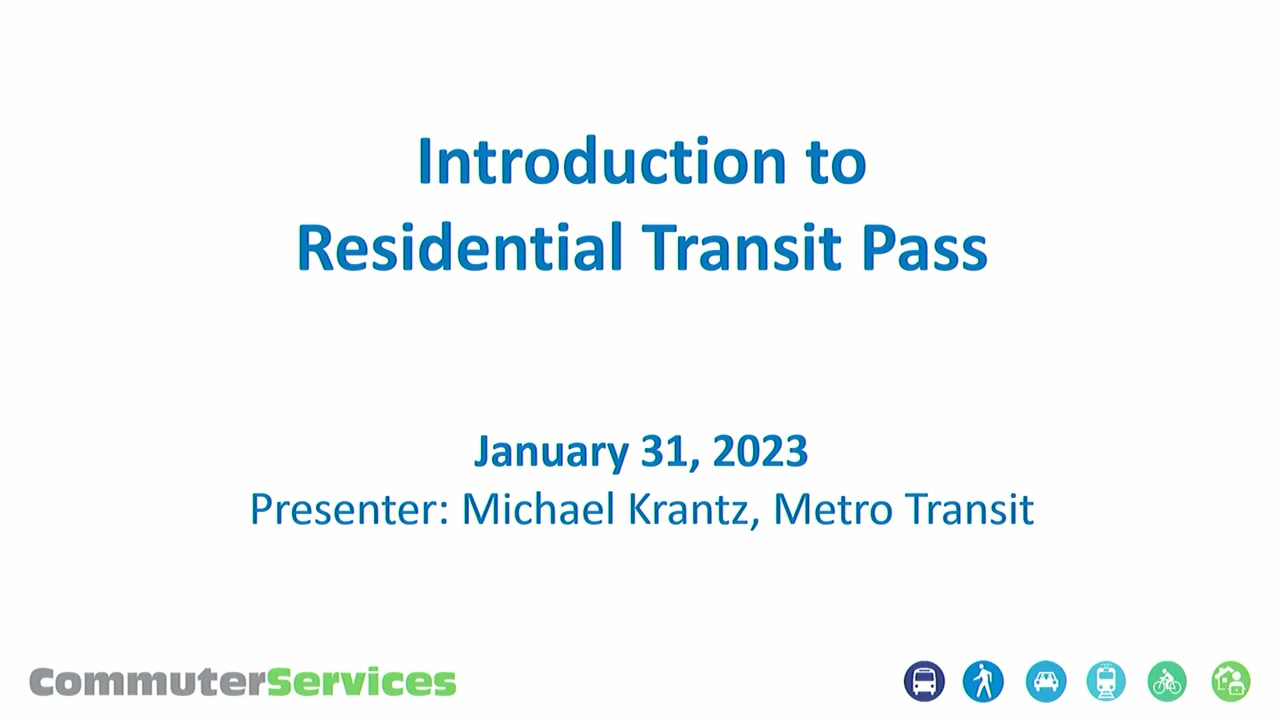 Introduction to
Residential Transit Pass
January 31, 2023
Presenter: Michael Krantz, Metro Transit
CommuterServices